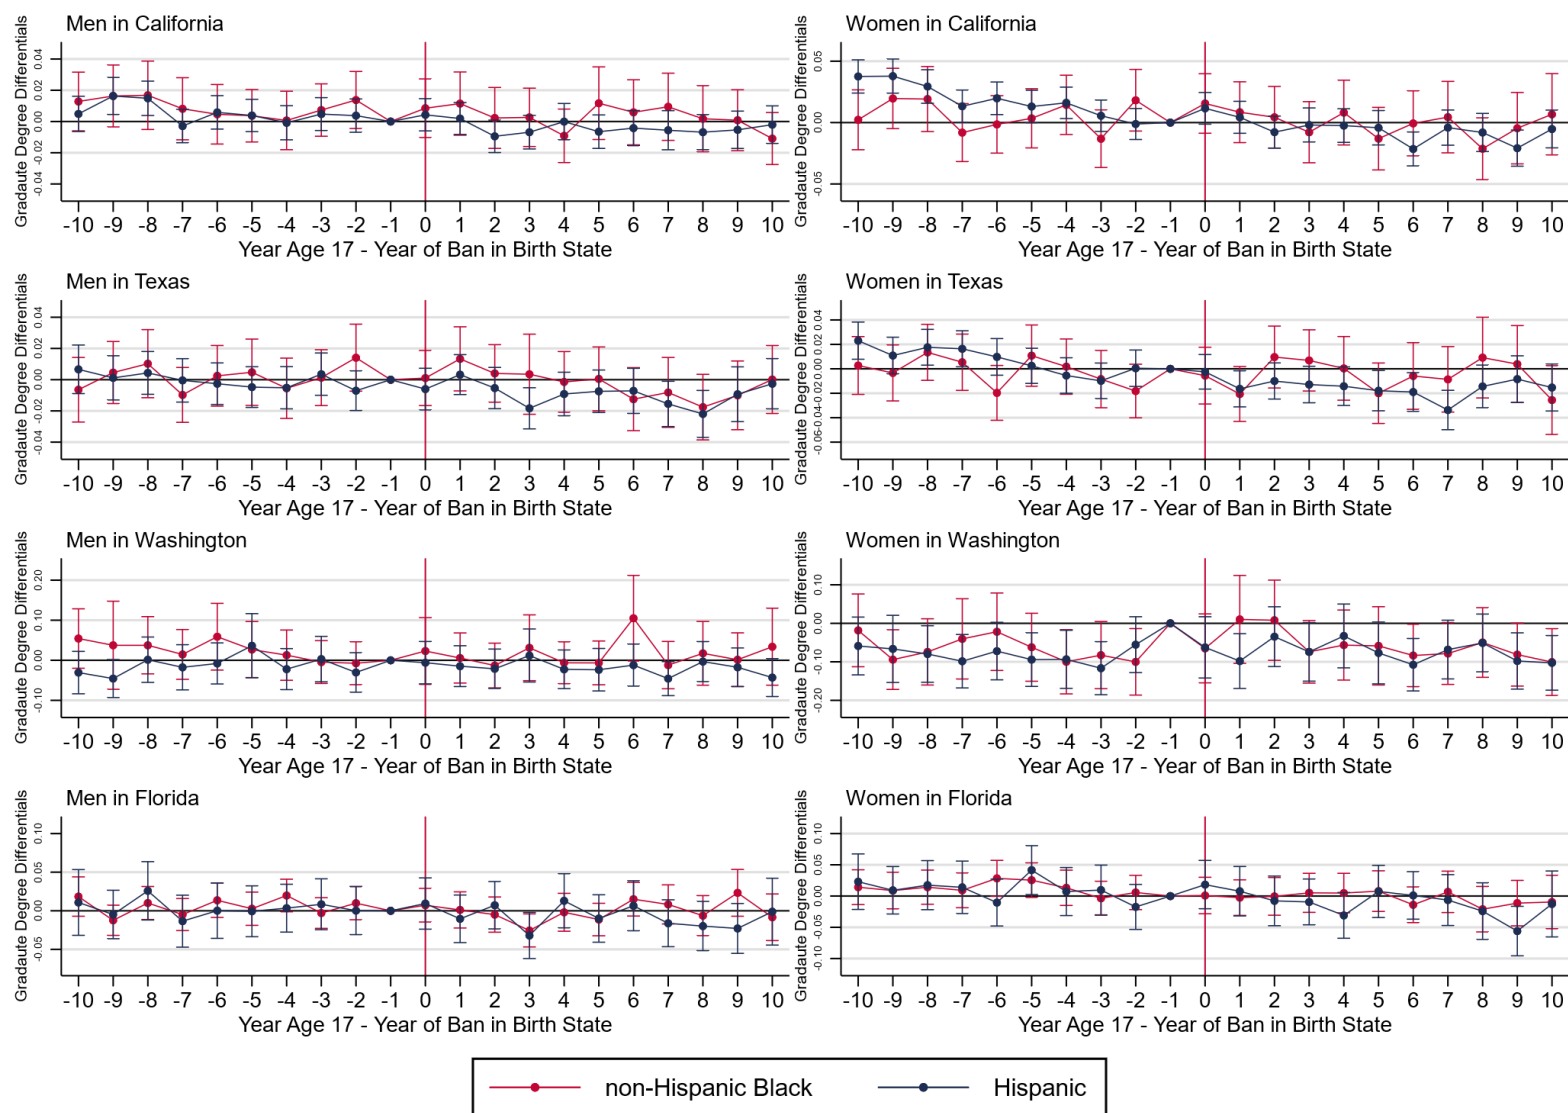 Men in California
Gradaute Degree Differentials
0.04
0.02
0.00
-0.02
-0.04
-10 -9 -8 -7 -6 -5 -4 -3 -2 -1 0 1 2 3 4 5 6 7 8 9 10
Year Age 17 - Year of Ban in Birth State
Women in California
Gradaute Degree Differentials
0.05
0.00
-0.05
-10 -9 -8 -7 -6 -5 -4 -3 -2 -1 0 1 2 3 4 5 6 7 8 9 10
Year Age 17 - Year of Ban in Birth State
Men in Texas
Gradaute Degree Differentials
0.04
0.02
0.00
-0.02
-0.04
-10 -9 -8 -7 -6 -5 -4 -3 -2 -1 0 1 2 3 4 5 6 7 8 9 10
Year Age 17 - Year of Ban in Birth State
Women in Texas
Gradaute Degree Differentials
0.04
0.02
0.00
-0.02
-0.04
-0.06
-10 -9 -8 -7 -6 -5 -4 -3 -2 -1 0 1 2 3 4 5 6 7 8 9 10
Year Age 17 - Year of Ban in Birth State
Men in Washington
Gradaute Degree Differentials
0.20
0.10
0.00
-0.10
-10 -9 -8 -7 -6 -5 -4 -3 -2 -1 0 1 2 3 4 5 6 7 8 9 10
Year Age 17 - Year of Ban in Birth State
Women in Washington
Gradaute Degree Differentials
0.10
0.00
-0.10
-0.20
-10 -9 -8 -7 -6 -5 -4 -3 -2 -1 0 1 2 3 4 5 6 7 8 9 10
Year Age 17 - Year of Ban in Birth State
Men in Florida
Gradaute Degree Differentials
0.10
0.05
0.00
-0.05
-10 -9 -8 -7 -6 -5 -4 -3 -2 -1 0 1 2 3 4 5 6 7 8 9 10
Year Age 17 - Year of Ban in Birth State
Women in Florida
Gradaute Degree Differentials
0.10
0.05
0.00
-0.05
-0.10
-10 -9 -8 -7 -6 -5 -4 -3 -2 -1 0 1 2 3 4 5 6 7 8 9 10
Year Age 17 - Year of Ban in Birth State
non-Hispanic Black
Hispanic